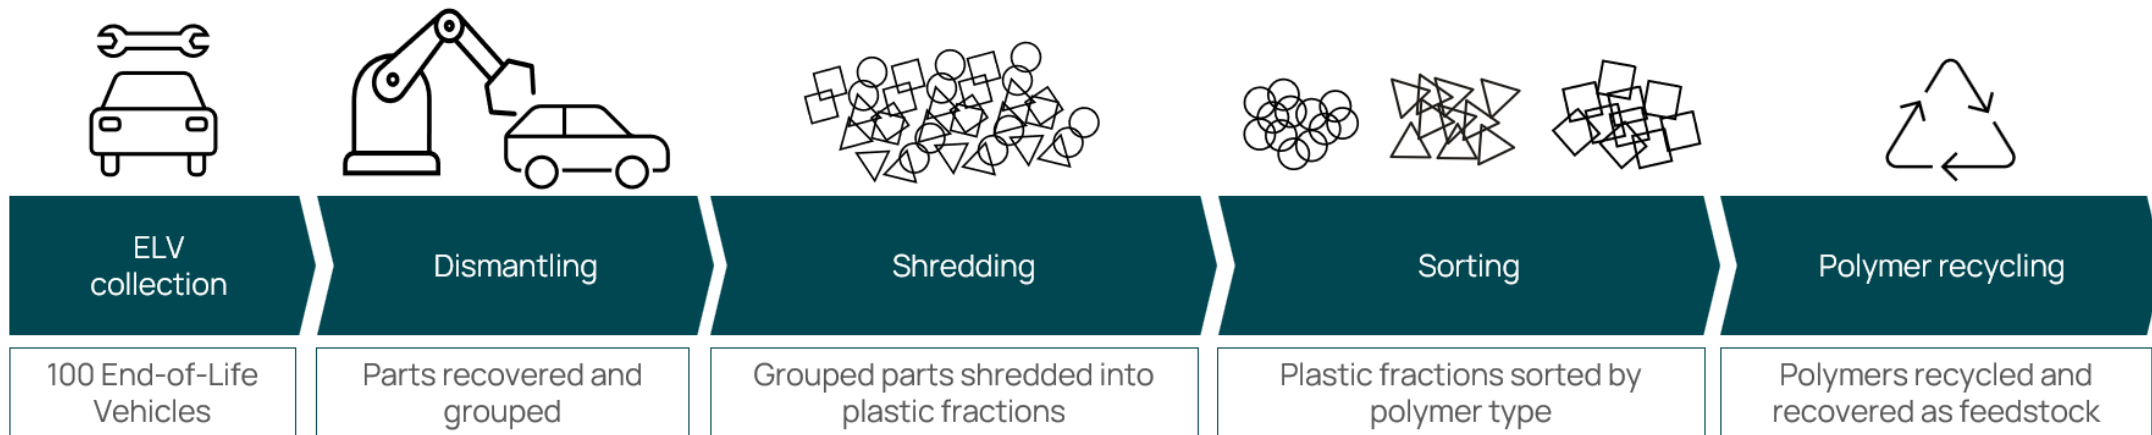 ELV
collection
Dismantling
Shredding
Sorting
Polymer recycling
100 End-of-Life
Vehicles
Parts recovered and
grouped
Grouped parts shredded into
plastic fractions
Plastic fractions sorted by
polymer type
Polymers recycled and
recovered as feedstock